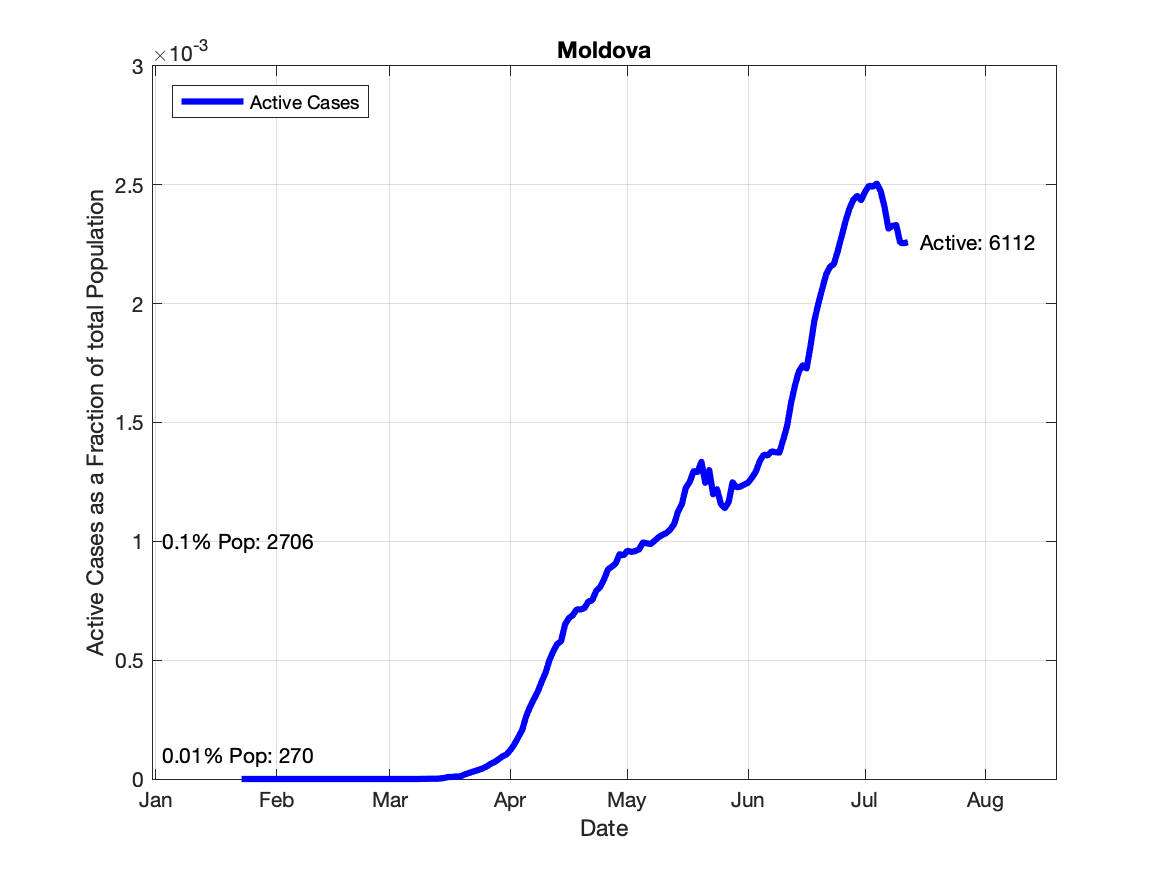 Moldova
×10-3
3
2.5
2
1.5
1
0.5
0
Active Cases
Active: 6112
0.1% Pop: 2706
0.01% Pop: 270
Active Cases as a Fraction of total Population
Jan Feb Mar Apr May Jun Jul Aug
Date